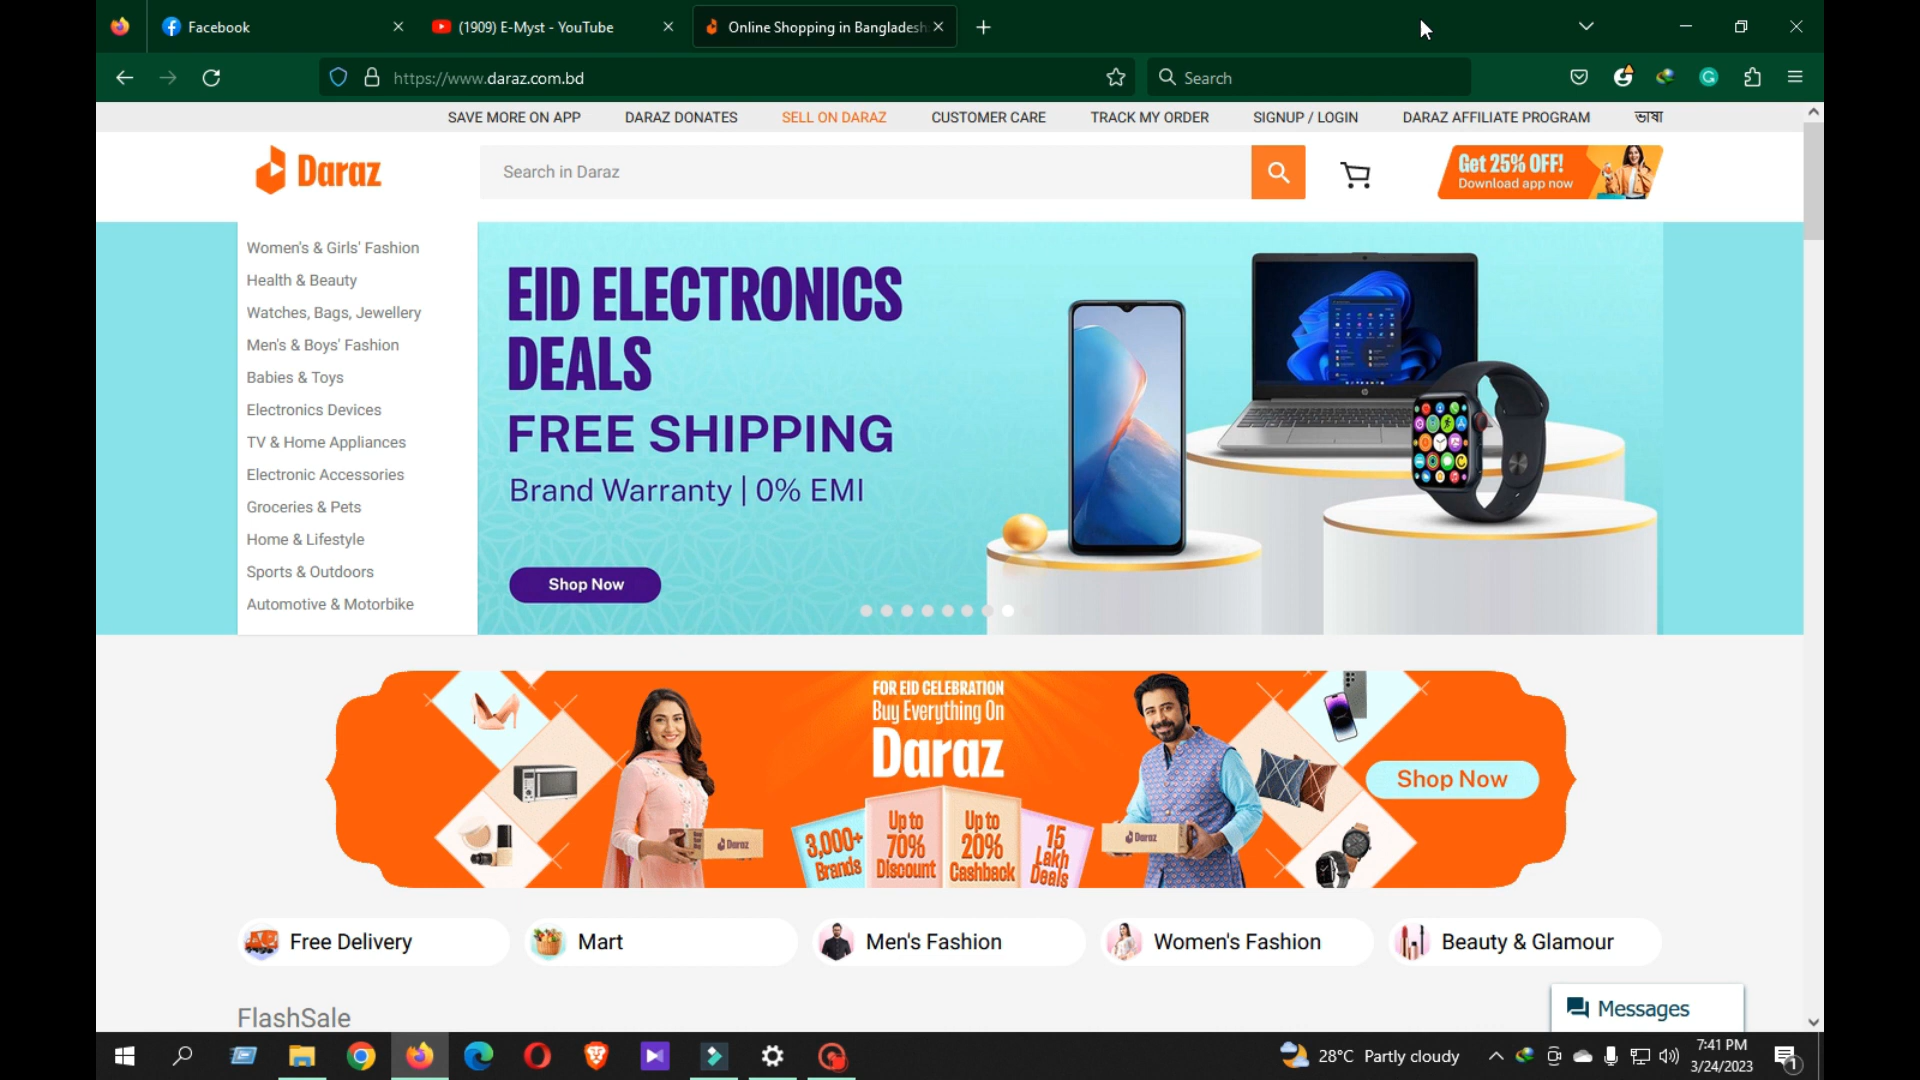 Facebook
(1909) E-Myst - YouTube
Online Shopping in Bangladesh
https://www.daraz.com.bd
Search
SAVE MORE ON APP
DARAZ DONATES
SELL ON DARAZ
CUSTOMER CARE
TRACK MY ORDER
SIGNUP / LOGIN
DARAZ AFFILIATE PROGRAM
ভাষা
Daraz
Search in Daraz
Get 25% OFF!
Download app now
Women's & Girls' Fashion
Health & Beauty
Watches, Bags, Jewellery
Men's & Boys' Fashion
Babies & Toys
Electronics Devices
TV & Home Appliances
Electronic Accessories
Groceries & Pets
Home & Lifestyle
Sports & Outdoors
Automotive & Motorbike
EID ELECTRONICS
DEALS
FREE SHIPPING
Brand Warranty | 0% EMI
Shop Now
FOR EID CELEBRATION
Buy Everything On
Daraz
3,000+
Brands
Up to
70%
Discount
Up to
20%
Cashback
15
Lakh
Deals
Daraz
Daraz
Shop Now
Free Delivery
Mart
Men's Fashion
Women's Fashion
Beauty & Glamour
FlashSale
Messages
28°C Partly cloudy
7:41 PM
3/24/2023
1